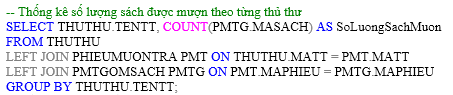 -- Thống kê số lượng sách được mượn theo từng thủ thư
SELECT THUTHU.TENTT, COUNT(PMTG.MASACH) AS SoLuongSachMuon
FROM THUTHU
LEFT JOIN PHIEUMUONTRA PMT ON THUTHU.MATT = PMT.MATT
LEFT JOIN PMTGOMSACH PMTG ON PMT.MAPHIEU = PMTG.MAPHIEU
GROUP BY THUTHU.TENTT;